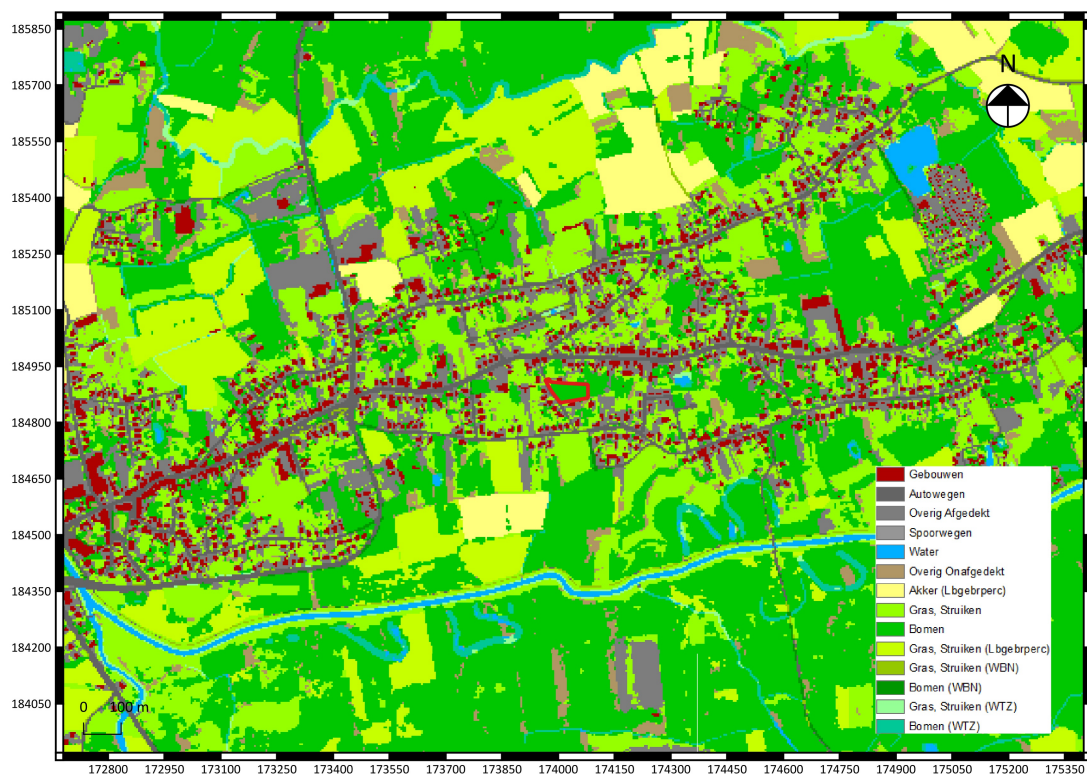 185850
185700
185550
185400
185250
185100
184950
184800
184650
184500
184350
184200
184050
N
Gebouwen
Autowegen
Overig Afgedekt
Spoorwegen
Water
Overig Onafgedekt
Akker (Lbgebrperc)
Gras, Struiken
Bomen
Gras, Struiken (Lbgebrperc)
Gras, Struiken (WBN)
Bomen (WBN)
Gras, Struiken (WTZ)
Bomen (WTZ)
0 100 m
172800 172950 173100 173250 173400 173550 173700 173850 174000 174150 174300 174450 174600 174750 174900 175050 175200 175350